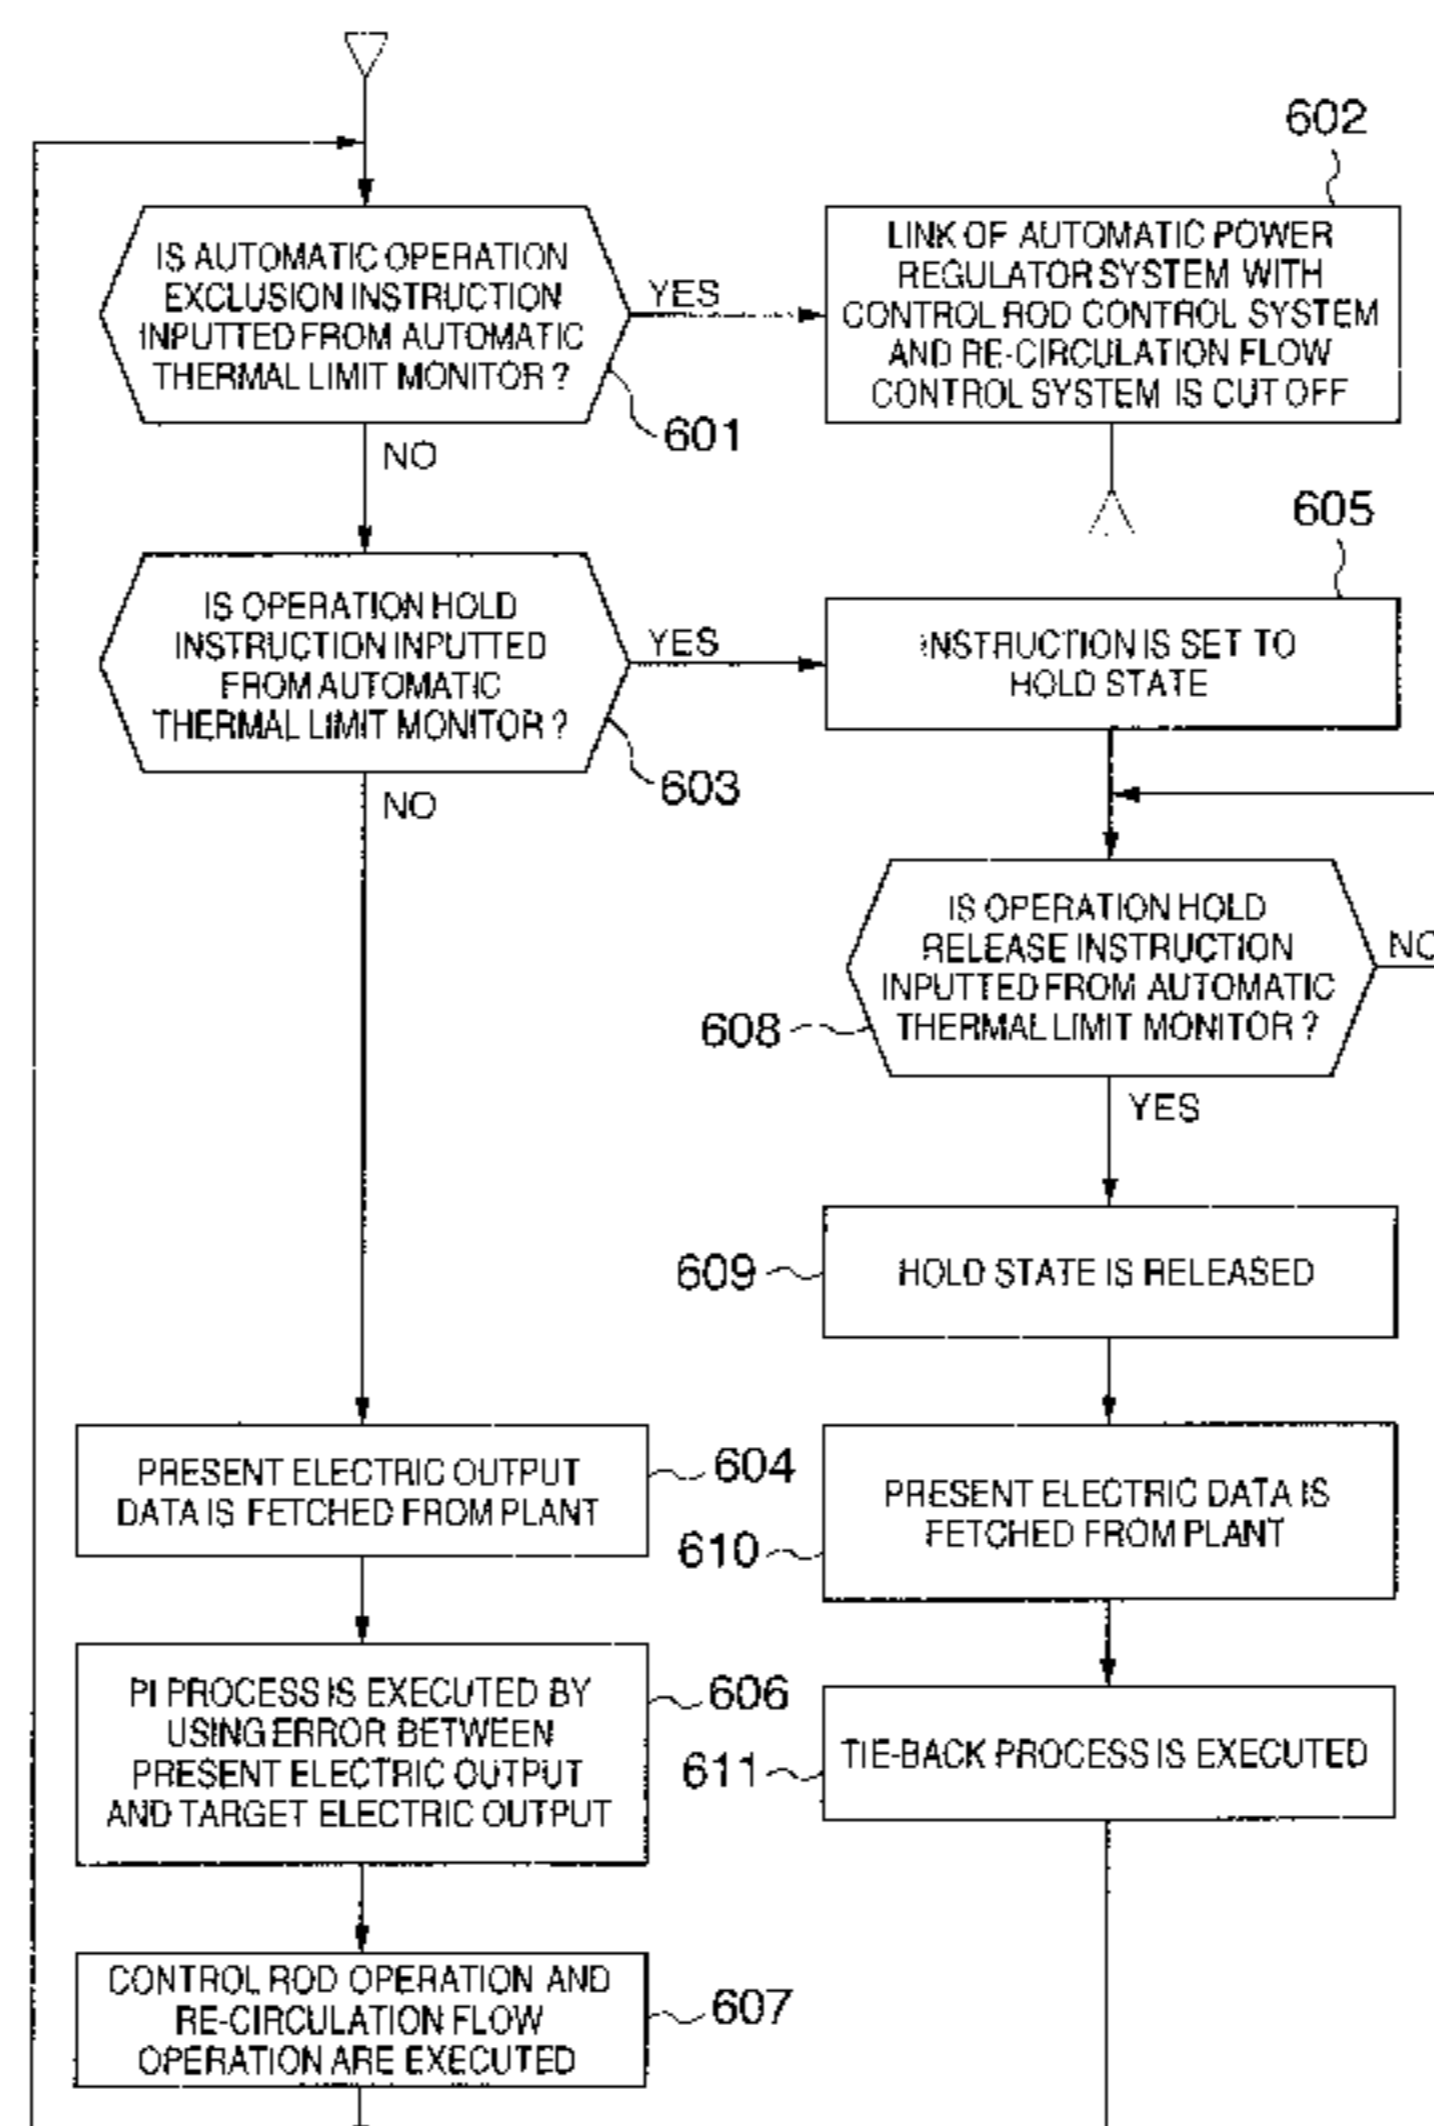 602
IS AUTOMATIC OPERATION
EXCLUSION INSTRUCTION
INPUTTED FROM AUTOMATIC
THERMAL LIMIT MONITOR ?
YES
601
NO
LINK OF AUTOMATIC POWER
REGULATOR SYSTEM WITH
CONTROL ROD CONTROL SYSTEM
AND RE-CIRCULATION FLOW
CONTROL SYSTEM IS CUT OFF
605
IS OPERATION HOLD
INSTRUCTION INPUTTED
FROM AUTOMATIC
THERMAL LIMIT MONITOR ?
YES
603
NO
INSTRUCTION IS SET TO
HOLD STATE
IS OPERATION HOLD
RELEASE INSTRUCTION
INPUTTED FROM AUTOMATIC
THERMAL LIMIT MONITOR ?
NO
608
YES
609
HOLD STATE IS RELEASED
PRESENT ELECTRIC OUTPUT
DATA IS FETCHED FROM PLANT
604
PRESENT ELECTRIC DATA IS
FETCHED FROM PLANT
610
PI PROCESS IS EXECUTED BY
USING ERROR BETWEEN
PRESENT ELECTRIC OUTPUT
AND TARGET ELECTRIC OUTPUT
606
611
TIE-BACK PROCESS IS EXECUTED
CONTROL ROD OPERATION AND
RE-CIRCULATION FLOW
OPERATION ARE EXECUTED
607